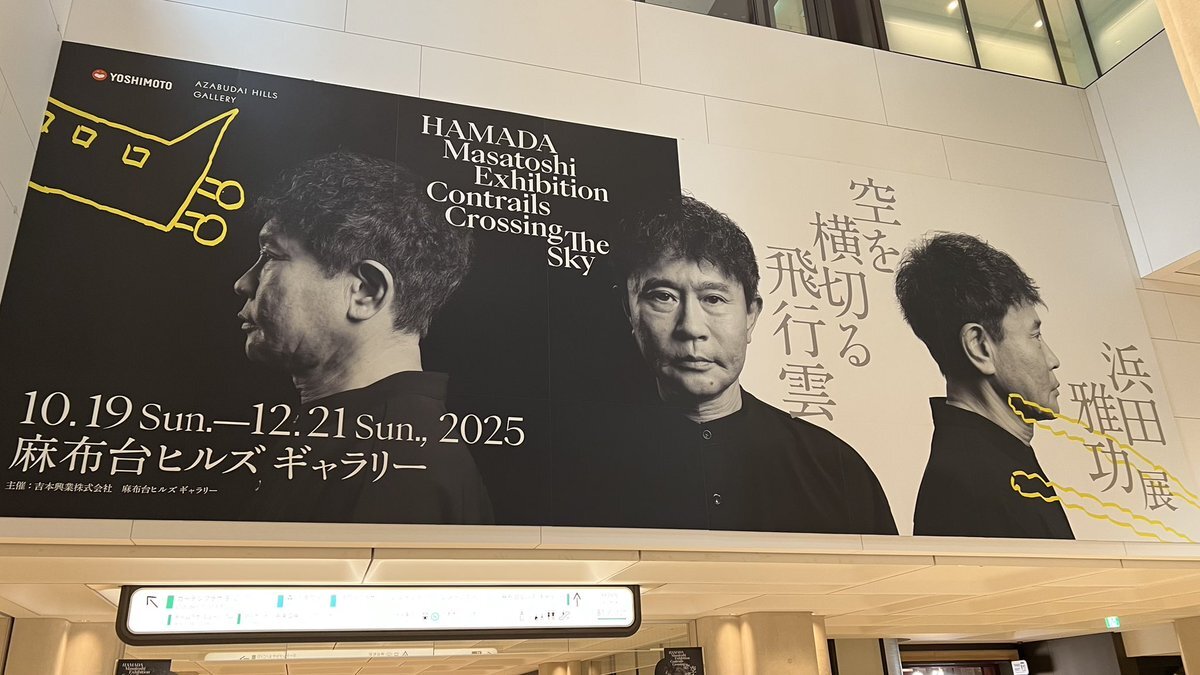 YOSHIMOTO
AZABUDAI HILLS
GALLERY
HAMADA
Masatoshi
Exhibition
Contrails
Crossing The
Sky
10.19 Sun.—12.21 Sun., 2025
麻布台ヒルズ ギャラリー
主催：吉本興業株式会社　麻布台ヒルズ ギャラリー
空を
横切る
飛行雲
浜田
雅功
展
HAMADA
Masatoshi
Exhibition